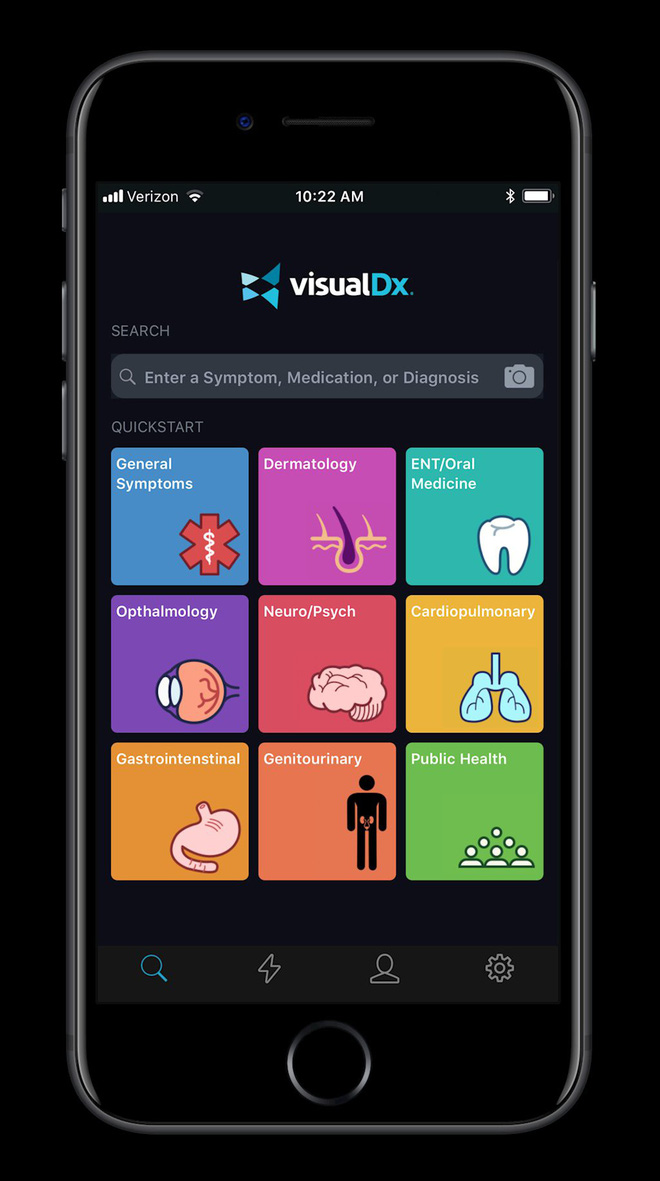 Verizon 10:22 AM
visualDx.
SEARCH
Enter a Symptom, Medication, or Diagnosis
QUICKSTART
General
Symptoms
Dermatology
ENT/Oral
Medicine
Opthalmology
Neuro/Psych
Cardiopulmonary
Gastrointenstinal
Genitourinary
Public Health